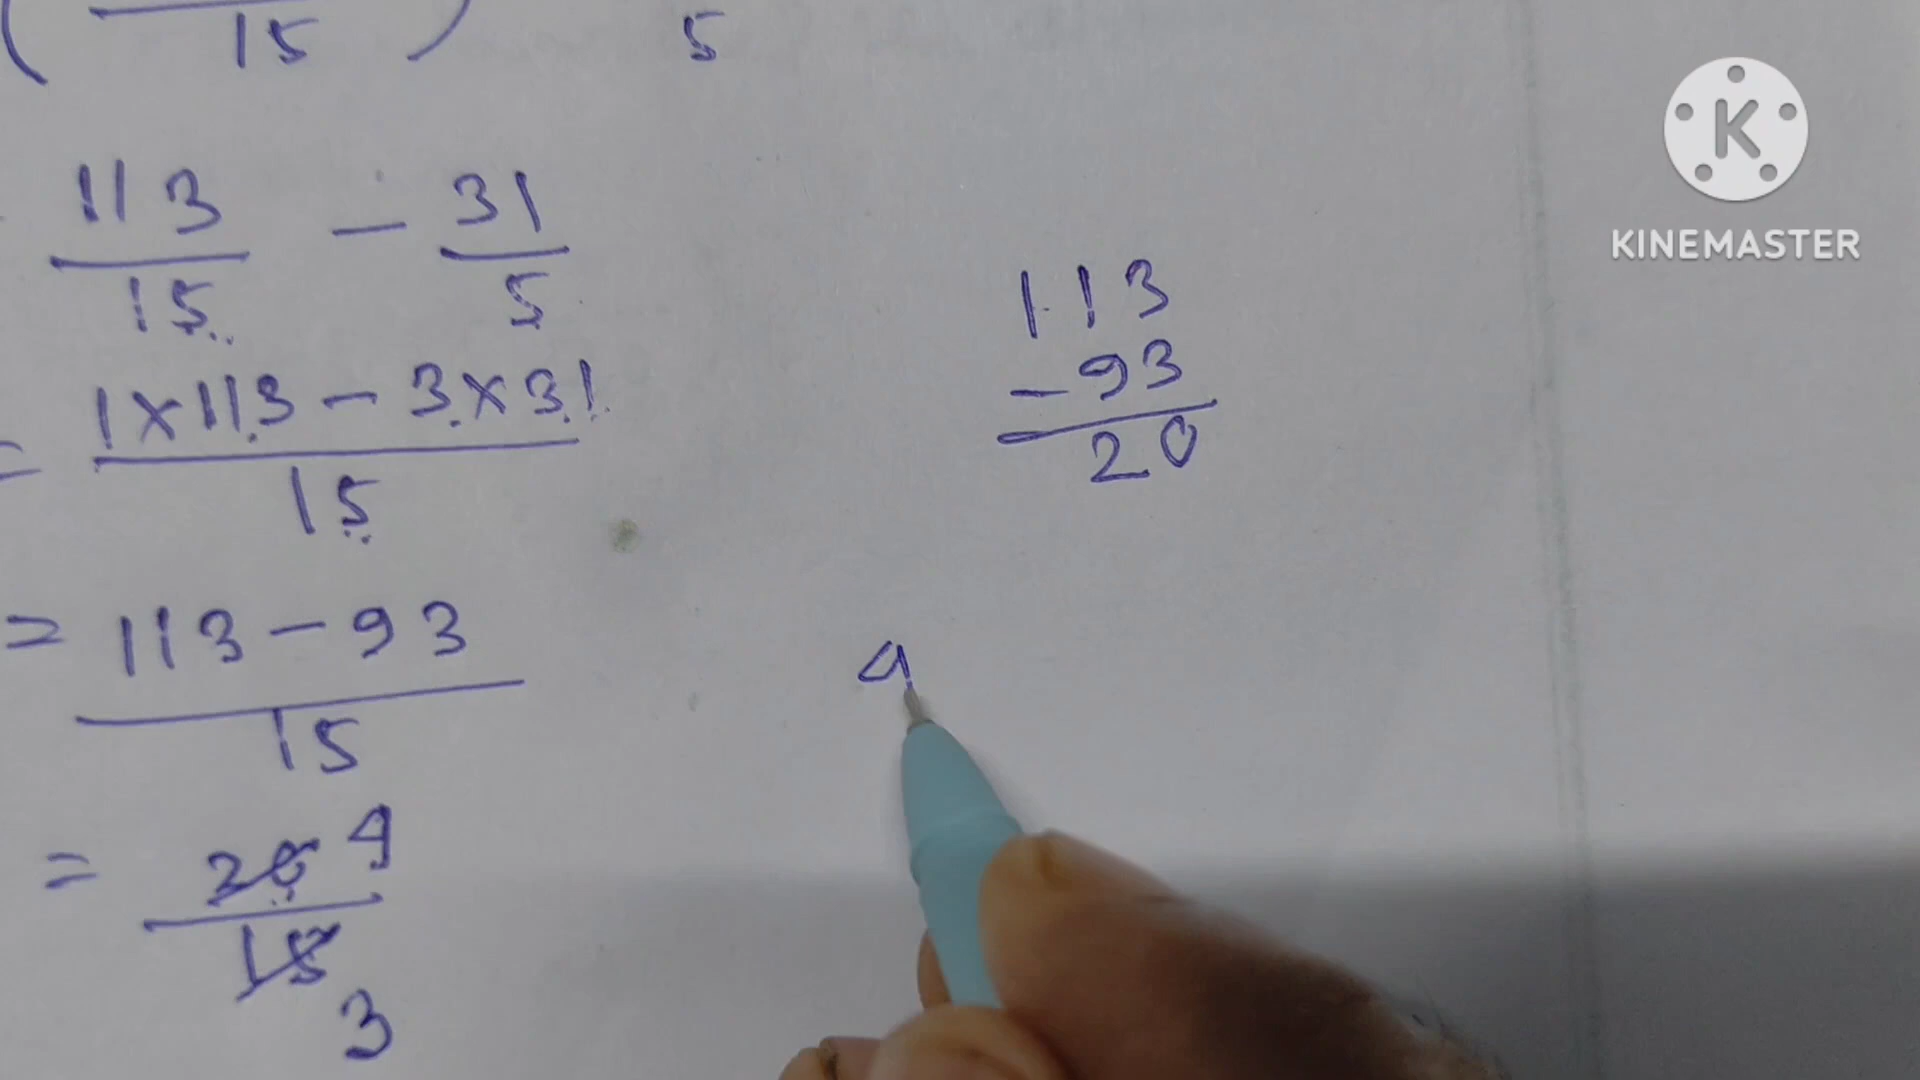 ( 15 ) 5
113/15 - 31/5
= 1×113 - 3×31 / 15
= 113 - 93 / 15
= 20 4 / 15 3
113
- 93
20
4
K
KINEMASTER